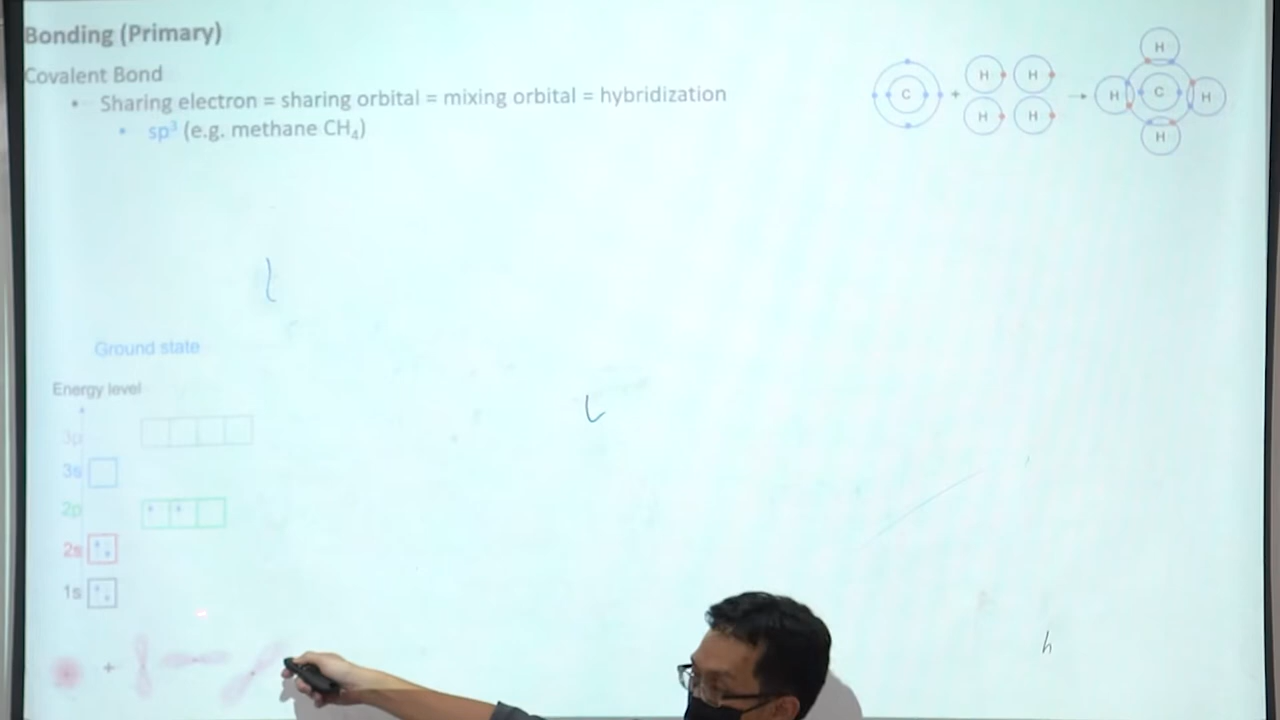 Bonding (Primary)
Covalent Bond
• Sharing electron = sharing orbital = mixing orbital = hybridization
• sp³ (e.g. methane CH₄)
C + H H H H → H H C H H
Ground state
Energy level
3p
3s
2p
2s
1s
+
h